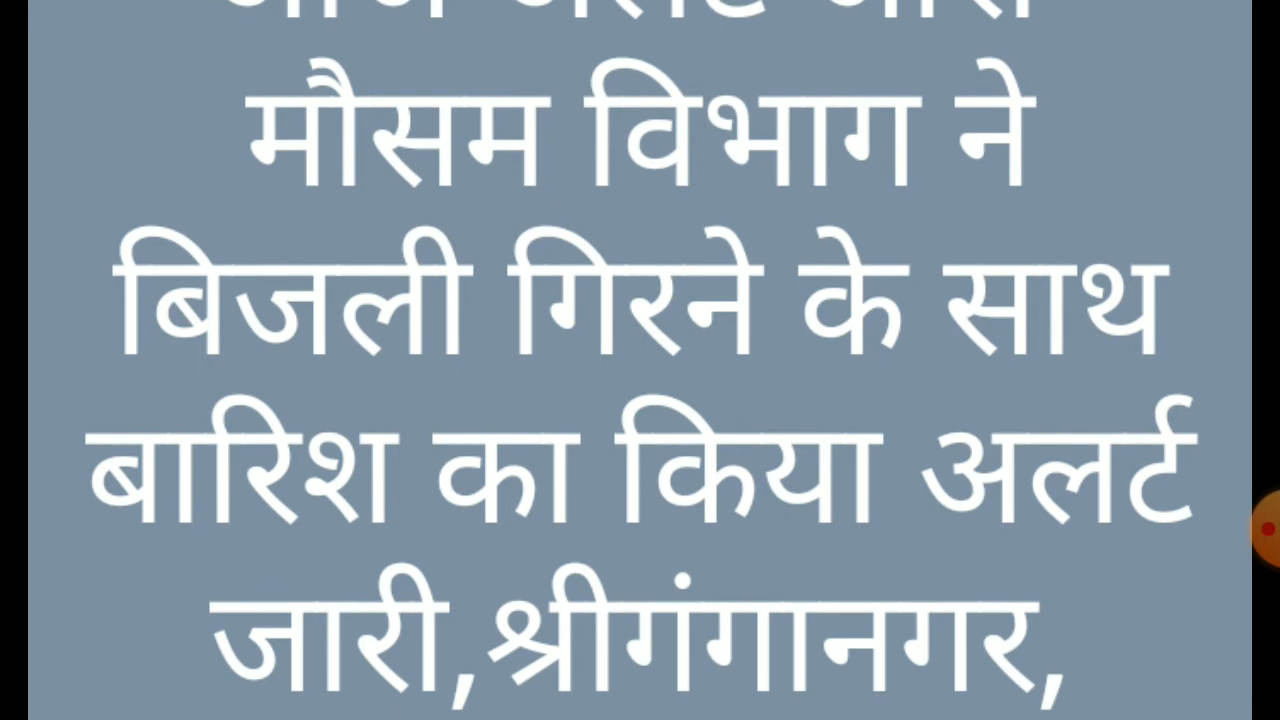 मौसम विभाग ने
बिजली गिरने के साथ
बारिश का किया अलर्ट
जारी,श्रीगंगानगर,